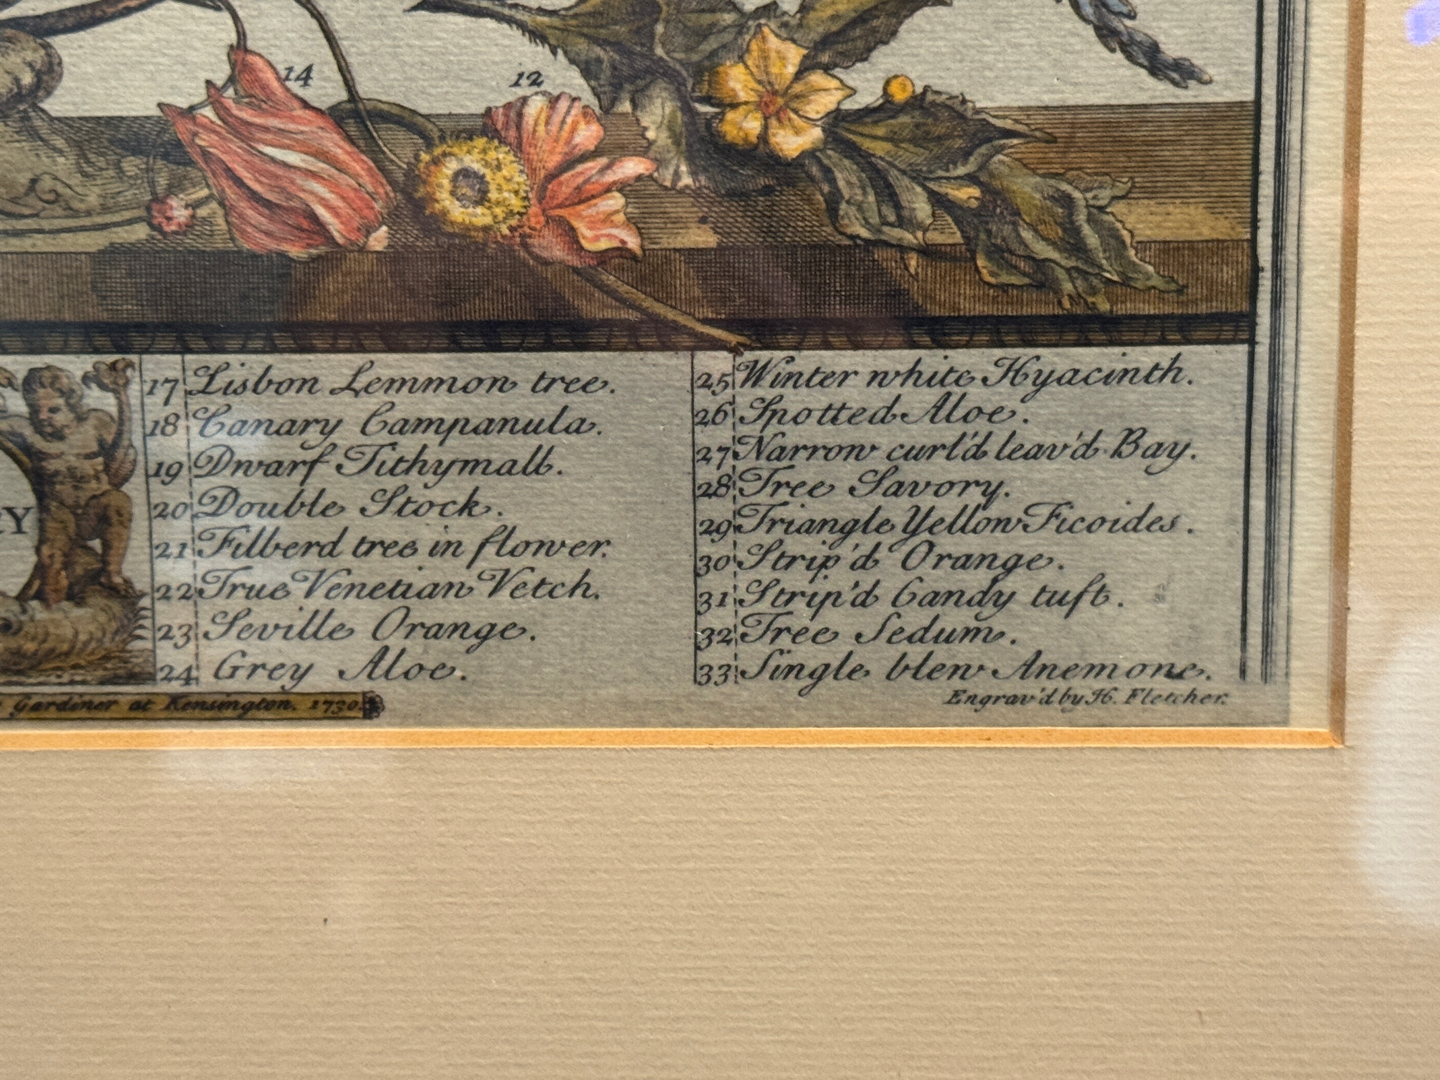 14
12
RY
17 Lisbon Lemmon tree.
18 Canary Campanula.
19 Dwarf Tithymall.
20 Double Stock.
21 Filberd tree in flower.
22 True Venetian Vetch.
23 Seville Orange.
24 Grey Aloe.
25 Winter white Hyacinth.
26 Spotted Aloe.
27 Narrow curl'd leav'd Bay.
28 Tree Savory.
29 Triangle Yellow Ficoides.
30 Strip'd Orange.
31 Strip'd Candy tuft.
32 Tree Sedum.
33 Single blew Anemone.
Gardiner at Kensington. 1730.
Engrav'd by H. Fletcher.